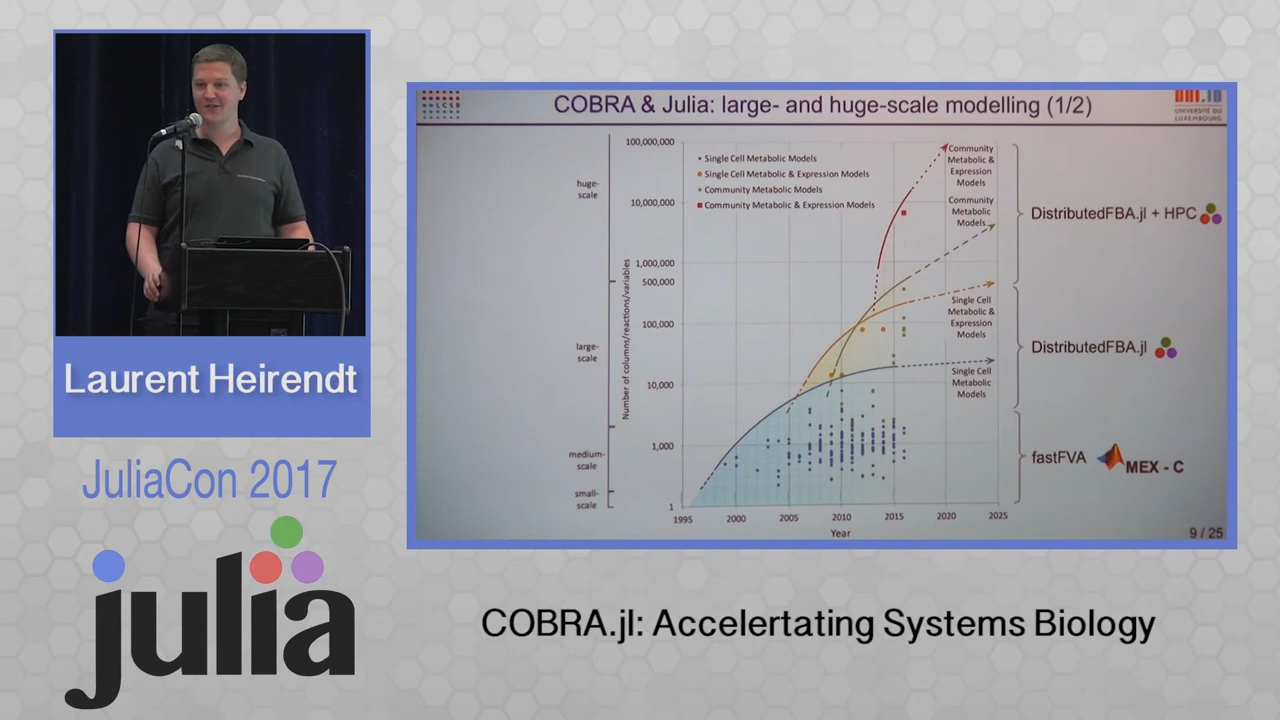 Laurent Heirendt
JuliaCon 2017
julia
LCSB
COBRA & Julia: large- and huge-scale modelling (1/2)
UNIVERSITÉ DU
LUXEMBOURG
100,000,000
10,000,000
1,000,000
500,000
100,000
10,000
1,000
1
huge-
scale
large-
scale
medium-
scale
small-
scale
Number of columns/reactions/variables
Single Cell Metabolic Models
Single Cell Metabolic & Expression Models
Community Metabolic Models
Community Metabolic & Expression Models
Community
Metabolic &
Expression
Models
Community
Metabolic
Models
Single Cell
Metabolic &
Expression
Models
Single Cell
Metabolic
Models
1995
2000
2005
2010
2015
2020
2025
Year
DistributedFBA.jl + HPC
DistributedFBA.jl
fastFVA
MEX - C
9 / 25
COBRA.jl: Accelertating Systems Biology